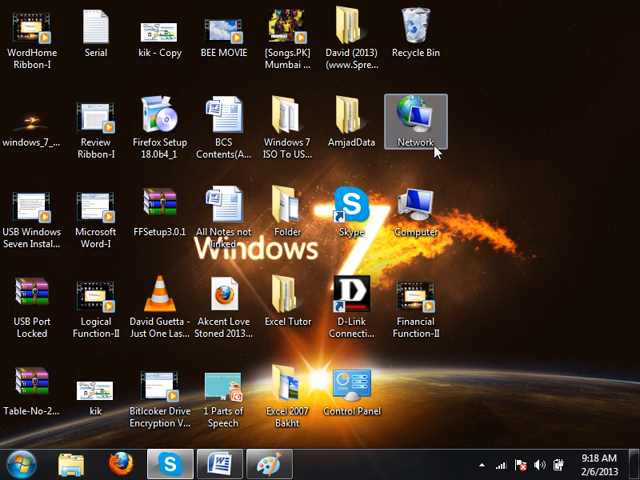 WordHome
Ribbon-I
Serial
kik - Copy
BEE MOVIE
[Songs.PK]
Mumbai ...
David (2013)
(www.Spre...
Recycle Bin
windows_7_...
Review
Ribbon-I
Firefox Setup
18.0b4_1
BCS
Contents(A...
Windows 7
ISO To US...
AmjadData
Network
USB Windows
Seven Instal...
Microsoft
Word-I
FFSetup3.0.1
All Notes not
linked
Folder
Skype
Computer
Windows 7
USB Port
Locked
Logical
Function-II
David Guetta -
Just One Las...
Akcent Love
Stoned 2013...
Excel Tutor
D-Link
Connecti...
Financial
Function-II
Table-No-2...
kik
Bitlocker Drive
Encryption V...
1 Parts of
Speech
Excel 2007
Bakht
Control Panel
9:18 AM
2/6/2013